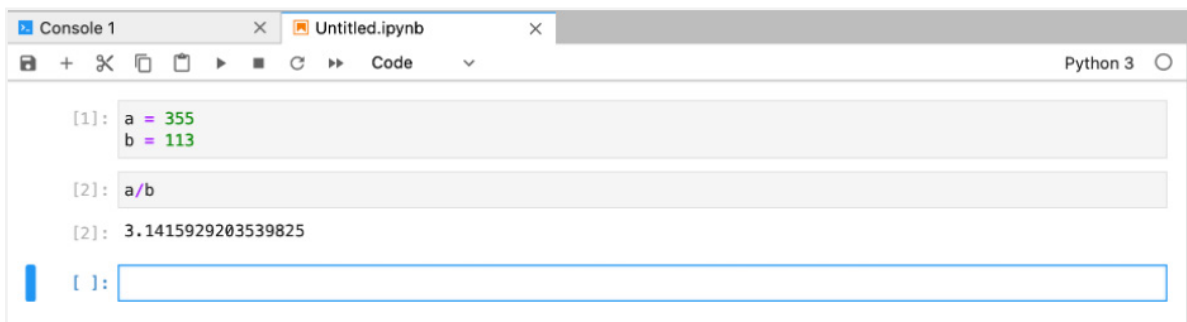 Console 1
Untitled.ipynb
Code
Python 3
[1]: a = 355
b = 113
[2]: a/b
[2]: 3.1415929203539825
[ ]: